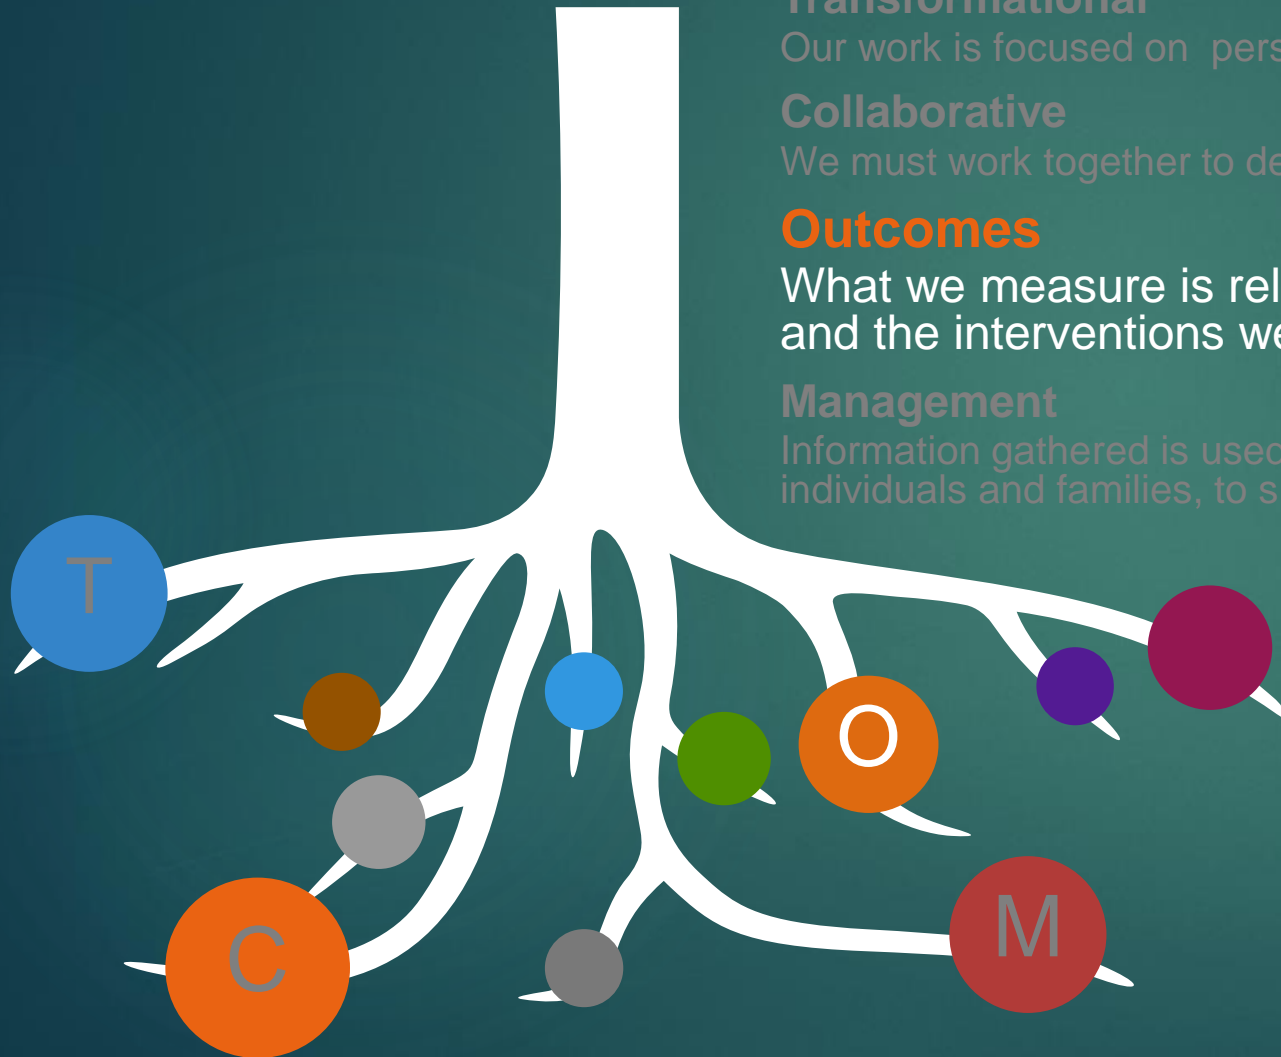 Transformational
Our work is focused on pers
Collaborative
We must work together to de
Outcomes
What we measure is rel
and the interventions we
Management
Information gathered is used
individuals and families, to s
T
O
C
M